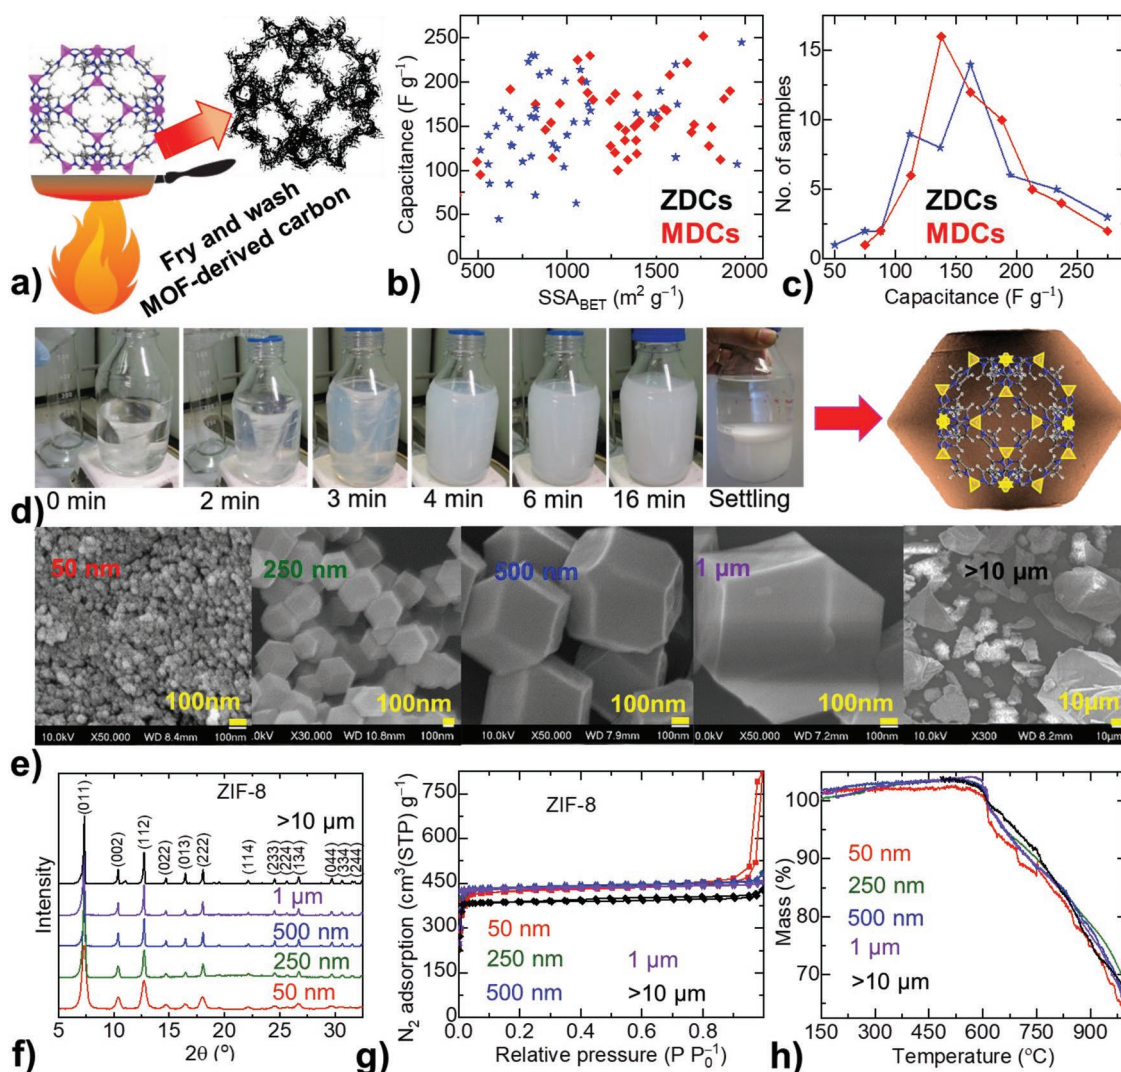 a)
Fry and wash
MOF-derived carbon
250
200
150
100
50
0
Capacitance (F g⁻¹)
500 1000 1500 2000
SSA_BET (m² g⁻¹)
ZDCs
MDCs
b)
15
10
5
0
No. of samples
50 100 150 200 250
Capacitance (F g⁻¹)
ZDCs
MDCs
c)
0 min
2 min
3 min
4 min
6 min
16 min
Settling
d)
50 nm
250 nm
500 nm
1 µm
>10 µm
100nm
100nm
100nm
100nm
10µm
10.0kV X50.000 WD 8.4mm 100nm
.0kV X30.000 WD 10.8mm 100nm
10.0kV X50.000 WD 7.9mm 100nm
10.0kV X50.000 WD 7.2mm 100nm
10.0kV X300 WD 8.2mm 10µm
e)
ZIF-8
(011)
(002)
(112)
(022)
(013)
(222)
(114)
(233)
(224)
(134)
(044)
(334)
(244)
>10 µm
1 µm
500 nm
250 nm
50 nm
Intensity
5 10 15 20 25 30
2θ (°)
f)
ZIF-8
750
600
450
300
150
0
N₂ adsorption (cm³(STP) g⁻¹)
50 nm
250 nm
500 nm
1 µm
>10 µm
0.0 0.2 0.4 0.6 0.8
Relative pressure (P P₀⁻¹)
g)
100
90
80
70
Mass (%)
50 nm
250 nm
500 nm
1 µm
>10 µm
150 300 450 600 750 900
Temperature (°C)
h)